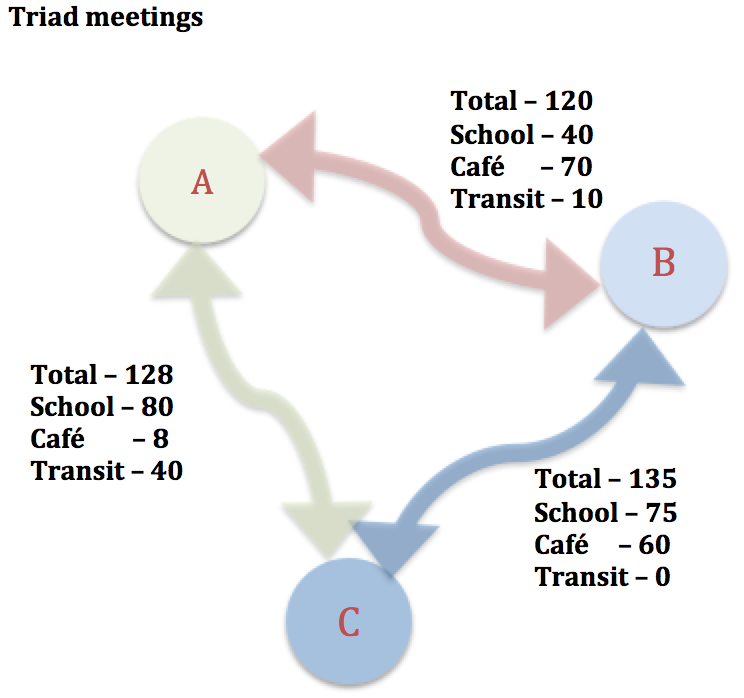 Triad meetings
Total – 120
School – 40
Café – 70
Transit – 10
A
B
Total – 128
School – 80
Café – 8
Transit – 40
Total – 135
School – 75
Café – 60
Transit – 0
C